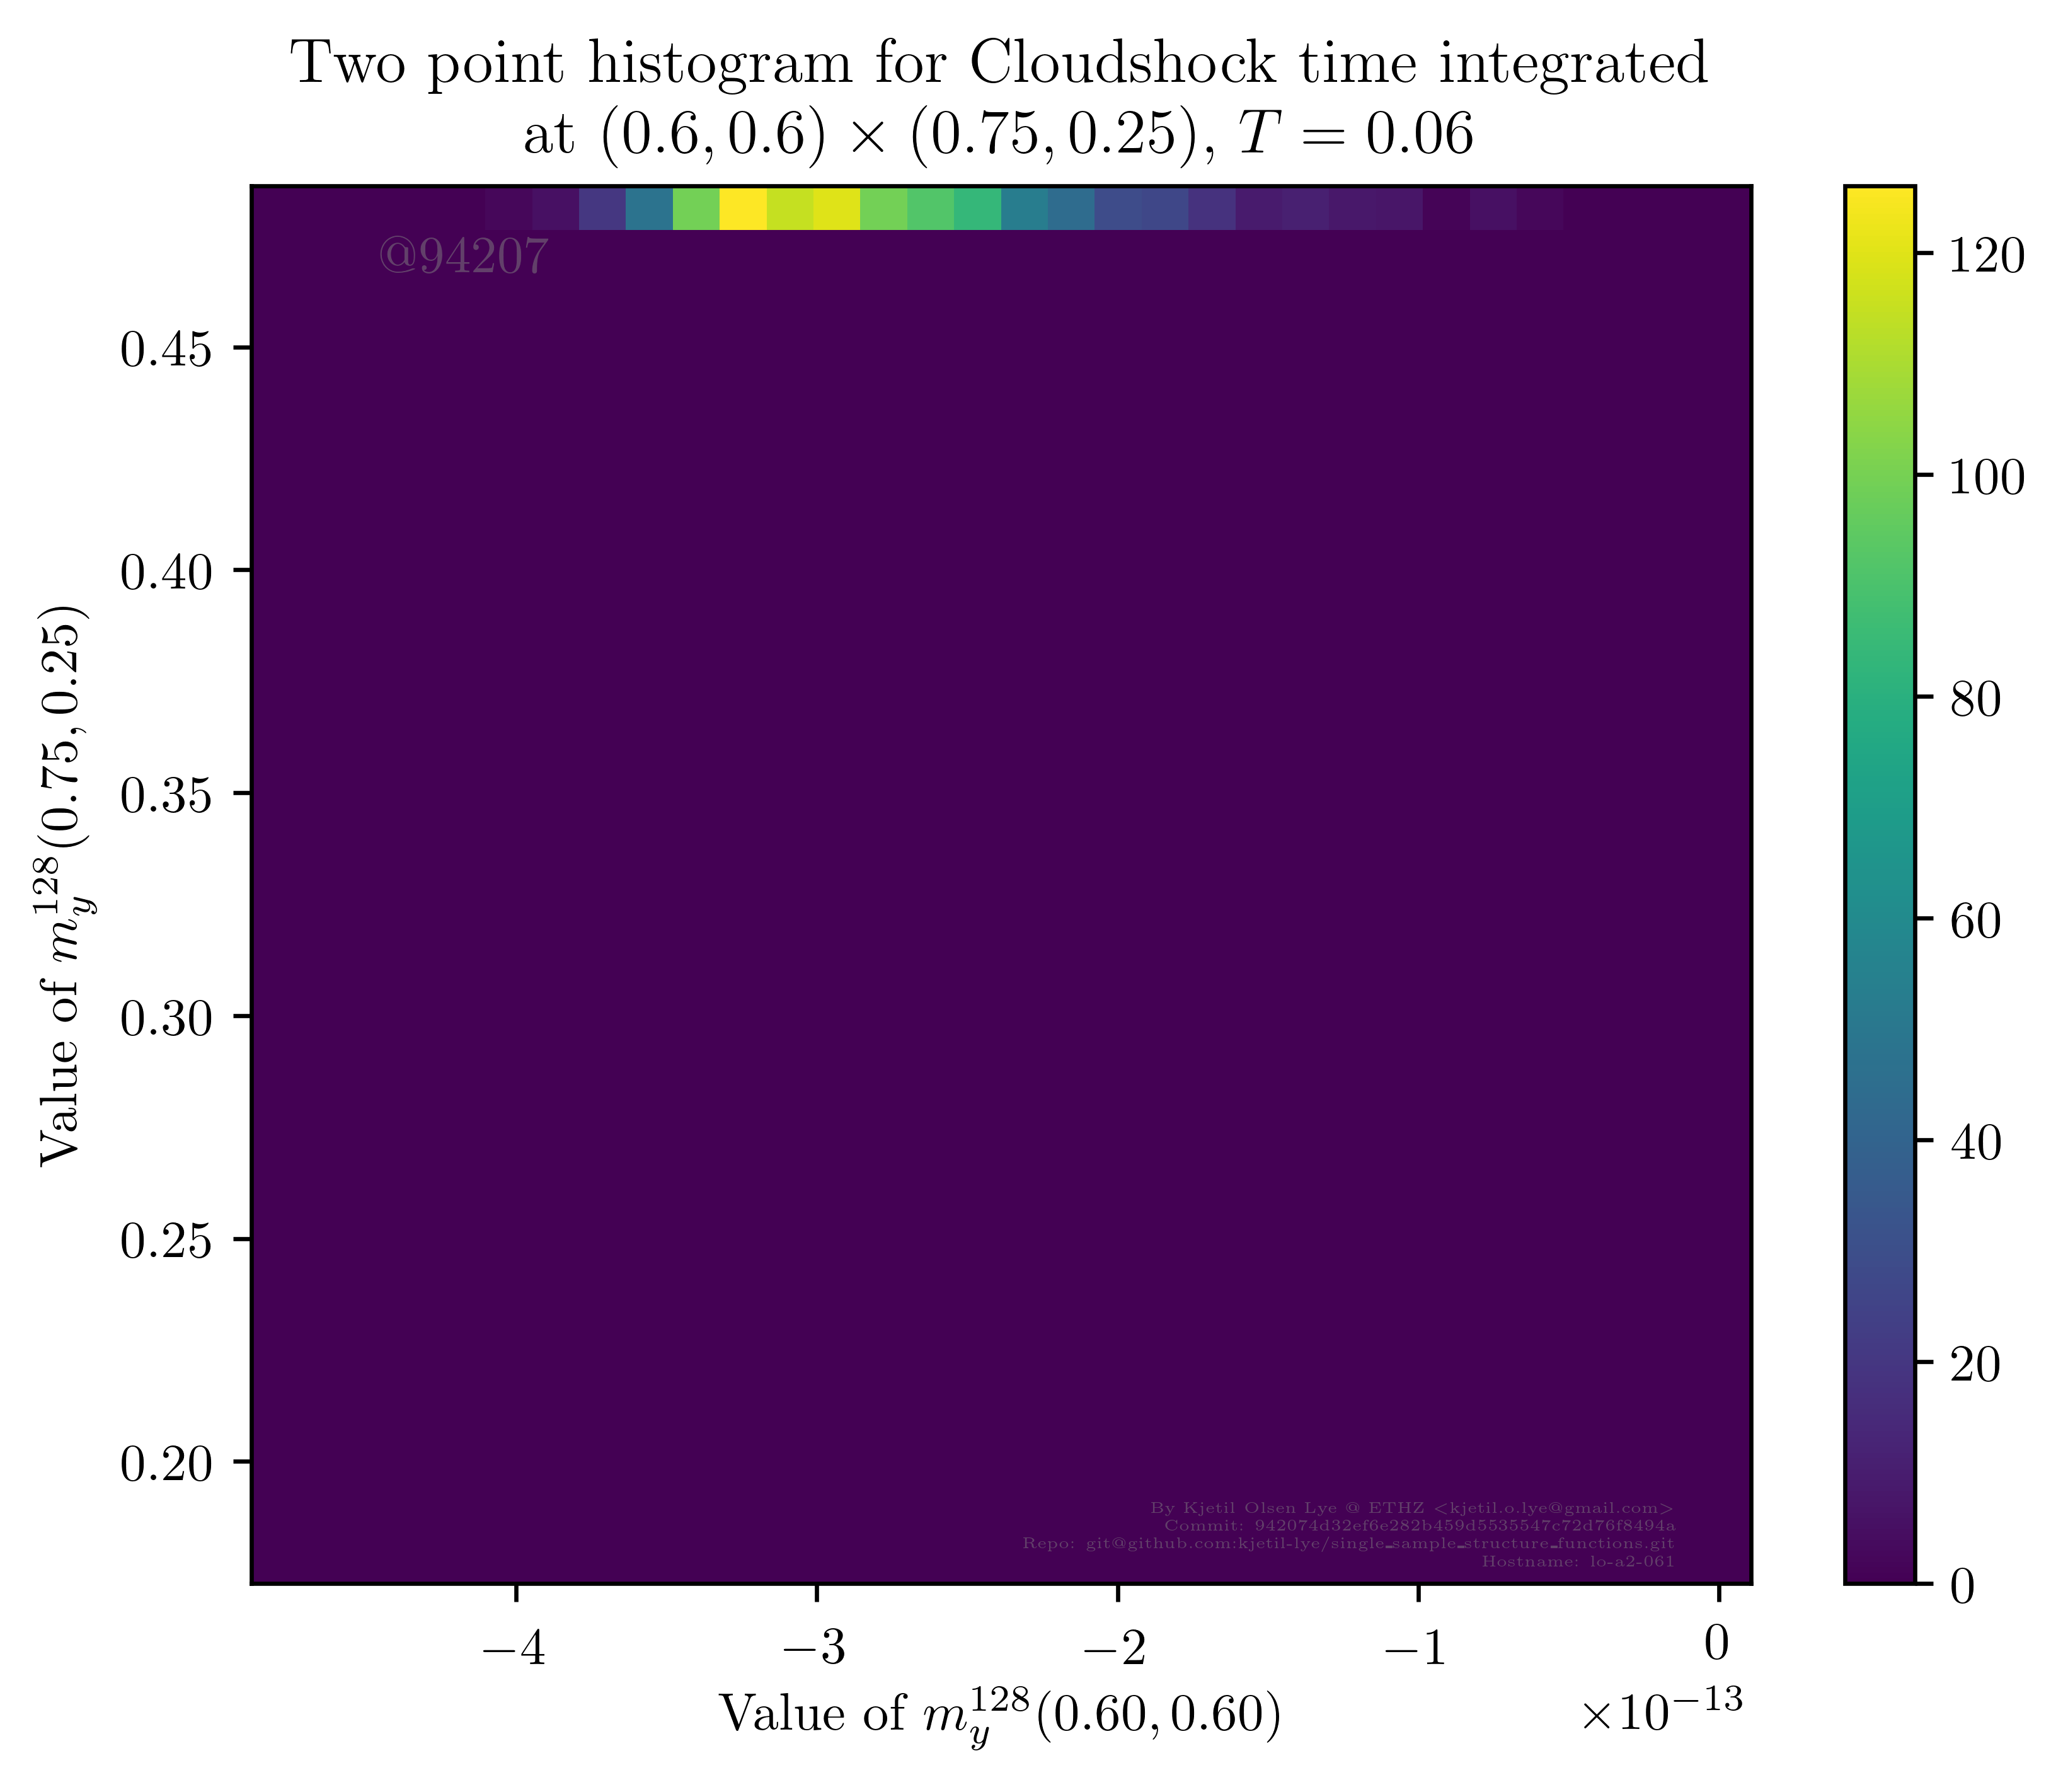 Two point histogram for Cloudshock time integrated
at (0.6, 0.6) × (0.75, 0.25), T = 0.06
@94207
0.45
0.40
0.35
0.30
0.25
0.20
Value of m_y^{128}(0.75, 0.25)
By Kjetil Olsen Lye @ ETHZ <kjetil.o.lye@gmail.com>
Commit: 942074d32ef6e282b459d5535547c72d76f8494a
Repo: git@github.com:kjetil-lye/single_sample_structure_functions.git
Hostname: lo-a2-061
−4 −3 −2 −1 0
×10^{−13}
Value of m_y^{128}(0.60, 0.60)
120
100
80
60
40
20
0